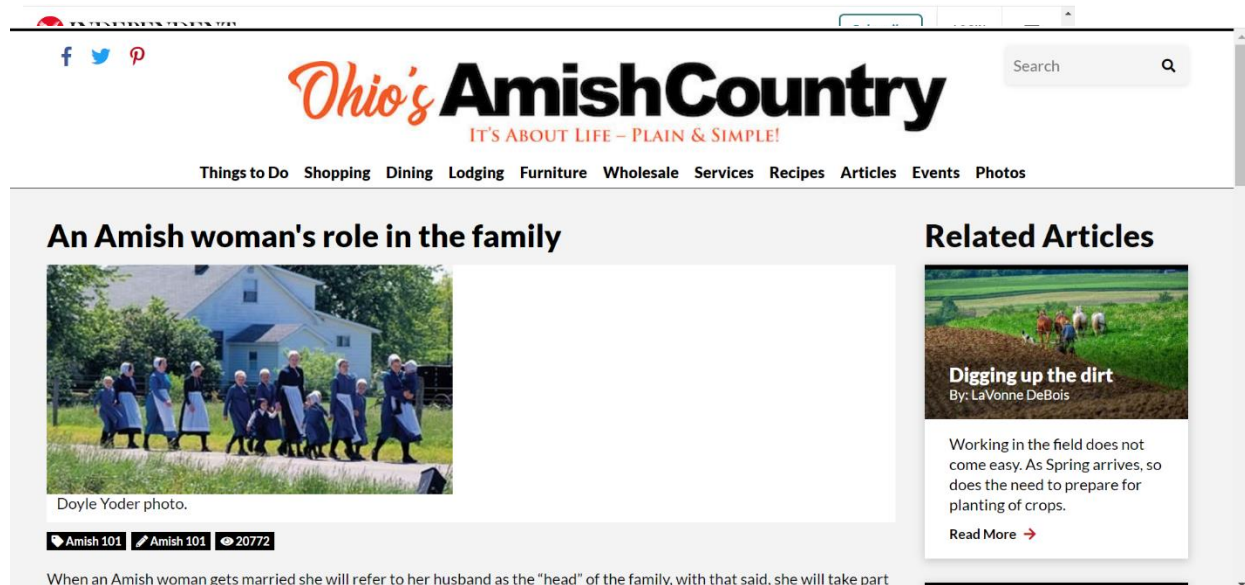 INDEPENDENT
Search
Ohio's AmishCountry
IT'S ABOUT LIFE – PLAIN & SIMPLE!
Things to Do Shopping Dining Lodging Furniture Wholesale Services Recipes Articles Events Photos
An Amish woman's role in the family
Doyle Yoder photo.
Amish 101 Amish 101 20772
When an Amish woman gets married she will refer to her husband as the “head” of the family, with that said, she will take part
Related Articles
Digging up the dirt
By: LaVonne DeBois
Working in the field does not
come easy. As Spring arrives, so
does the need to prepare for
planting of crops.
Read More